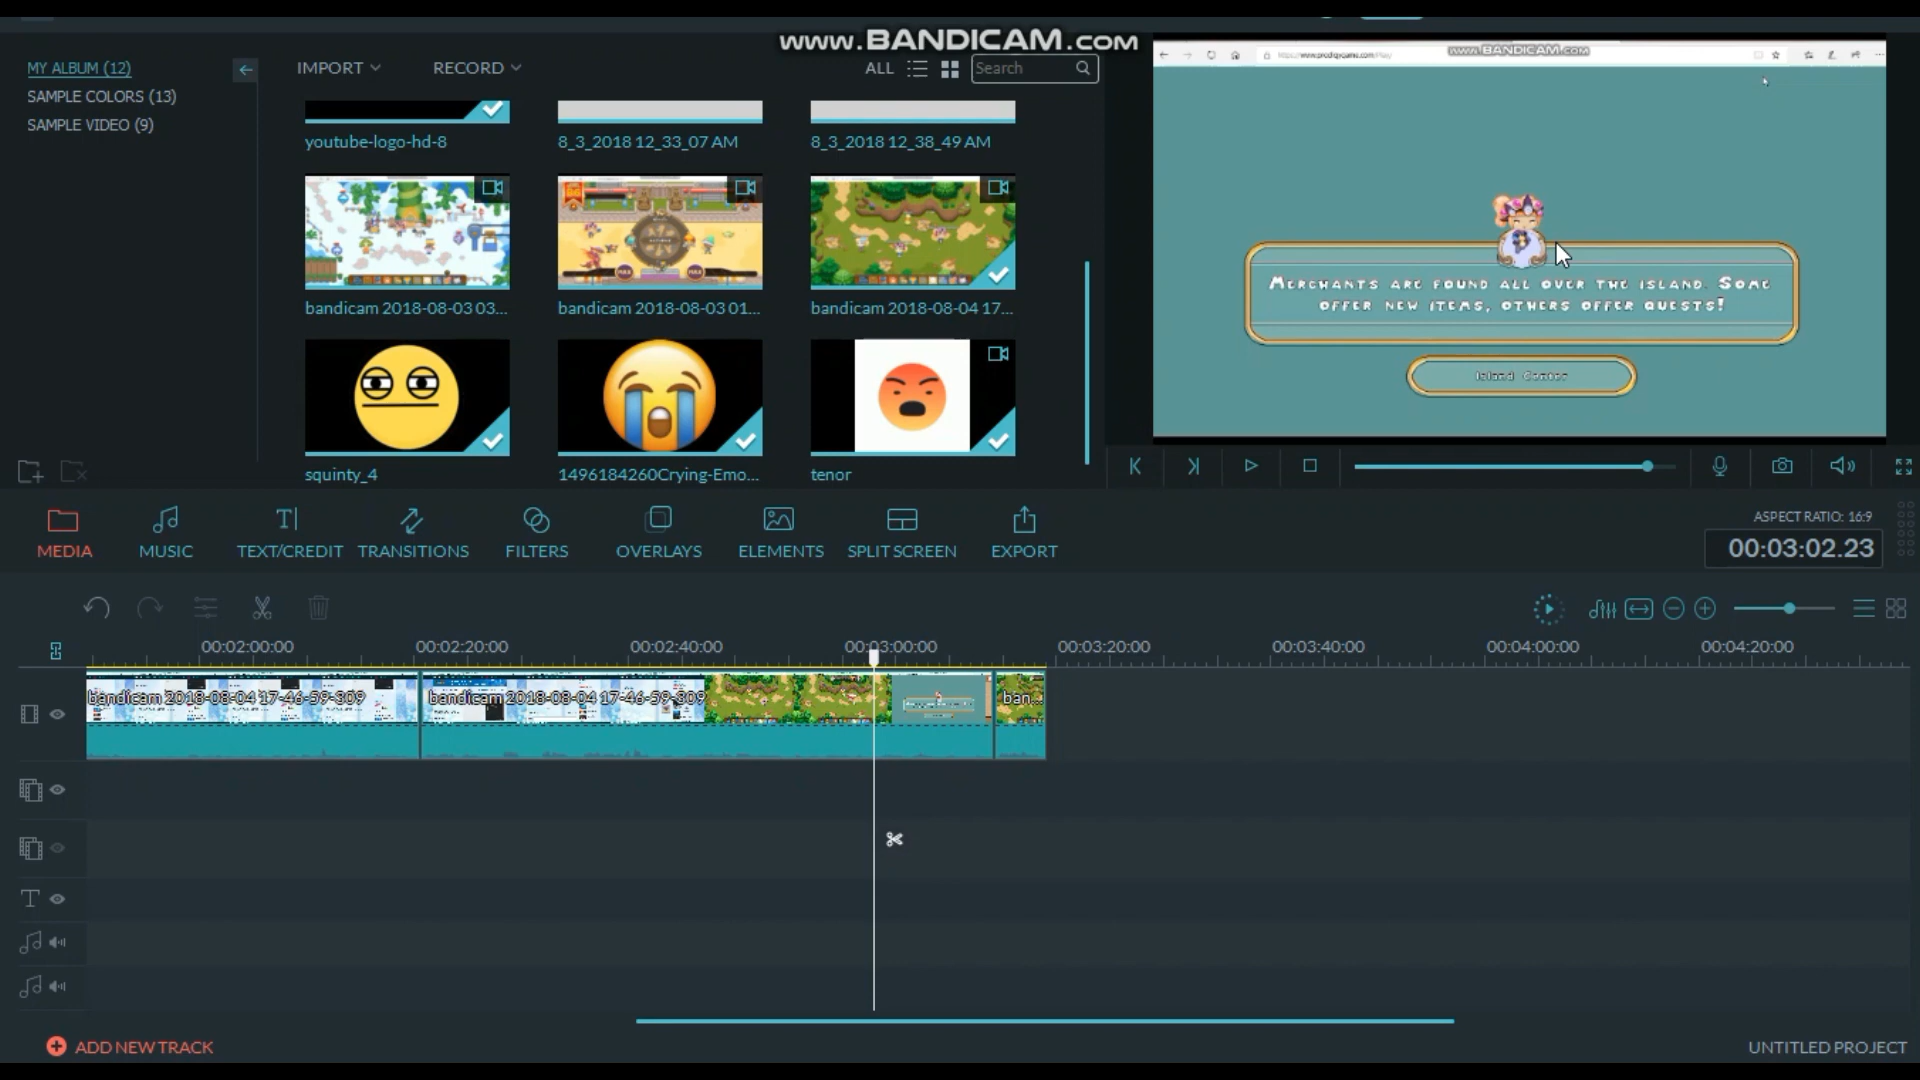 www.BANDICAM.com
MY ALBUM (12)
SAMPLE COLORS (13)
SAMPLE VIDEO (9)
IMPORT
RECORD
ALL
Search
youtube-logo-hd-8
8_3_2018 12_33_07 AM
8_3_2018 12_38_49 AM
bandicam 2018-08-03 03...
bandicam 2018-08-03 01...
bandicam 2018-08-04 17...
squinty_4
1496184260Crying-Emo...
tenor
www.BANDICAM.com
Merchants are found all over the island. Some
offer new items, others offer quests!
Island Center
MEDIA
MUSIC
TEXT/CREDIT
TRANSITIONS
FILTERS
OVERLAYS
ELEMENTS
SPLIT SCREEN
EXPORT
ASPECT RATIO: 16:9
00:03:02.23
00:02:00:00
00:02:20:00
00:02:40:00
00:03:00:00
00:03:20:00
00:03:40:00
00:04:00:00
00:04:20:00
bandicam 2018-08-04 17-46-59-309
bandicam 2018-08-04 17-46-59-309
ban...
ADD NEW TRACK
UNTITLED PROJECT